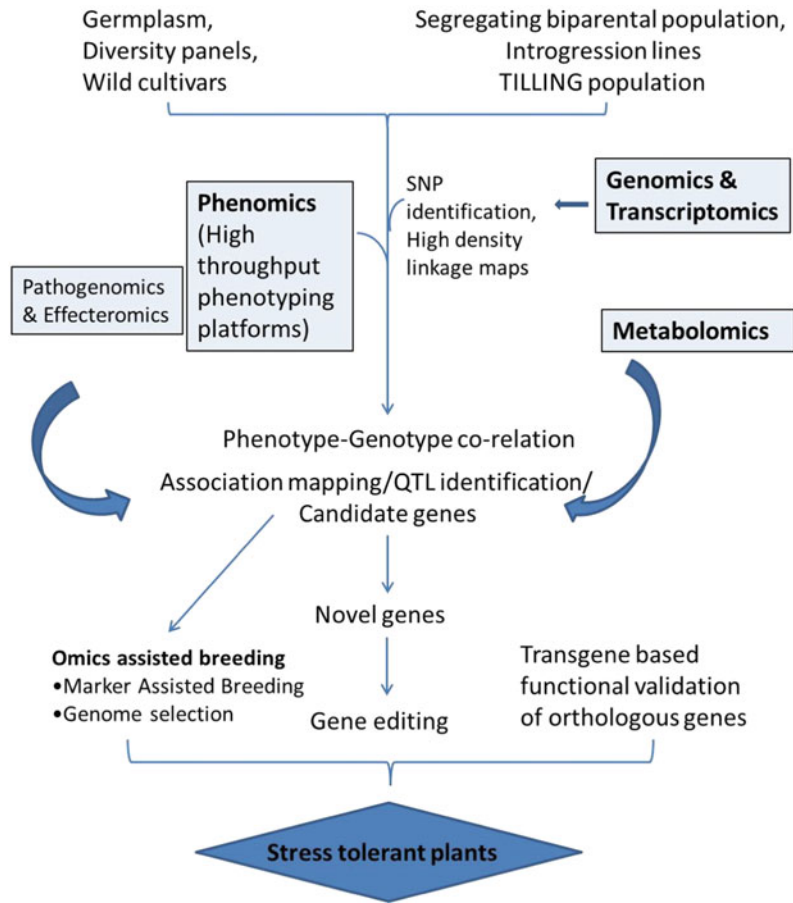 Germplasm,
Diversity panels,
Wild cultivars
Segregating biparental population,
Introgression lines
TILLING population
SNP
identification,
High density
linkage maps
Genomics &
Transcriptomics
Phenomics
(High
throughput
phenotyping
platforms)
Pathogenomics
& Effecteromics
Metabolomics
Phenotype-Genotype co-relation
Association mapping/QTL identification/
Candidate genes
Novel genes
Omics assisted breeding
•Marker Assisted Breeding
•Genome selection
Gene editing
Transgene based
functional validation
of orthologous genes
Stress tolerant plants